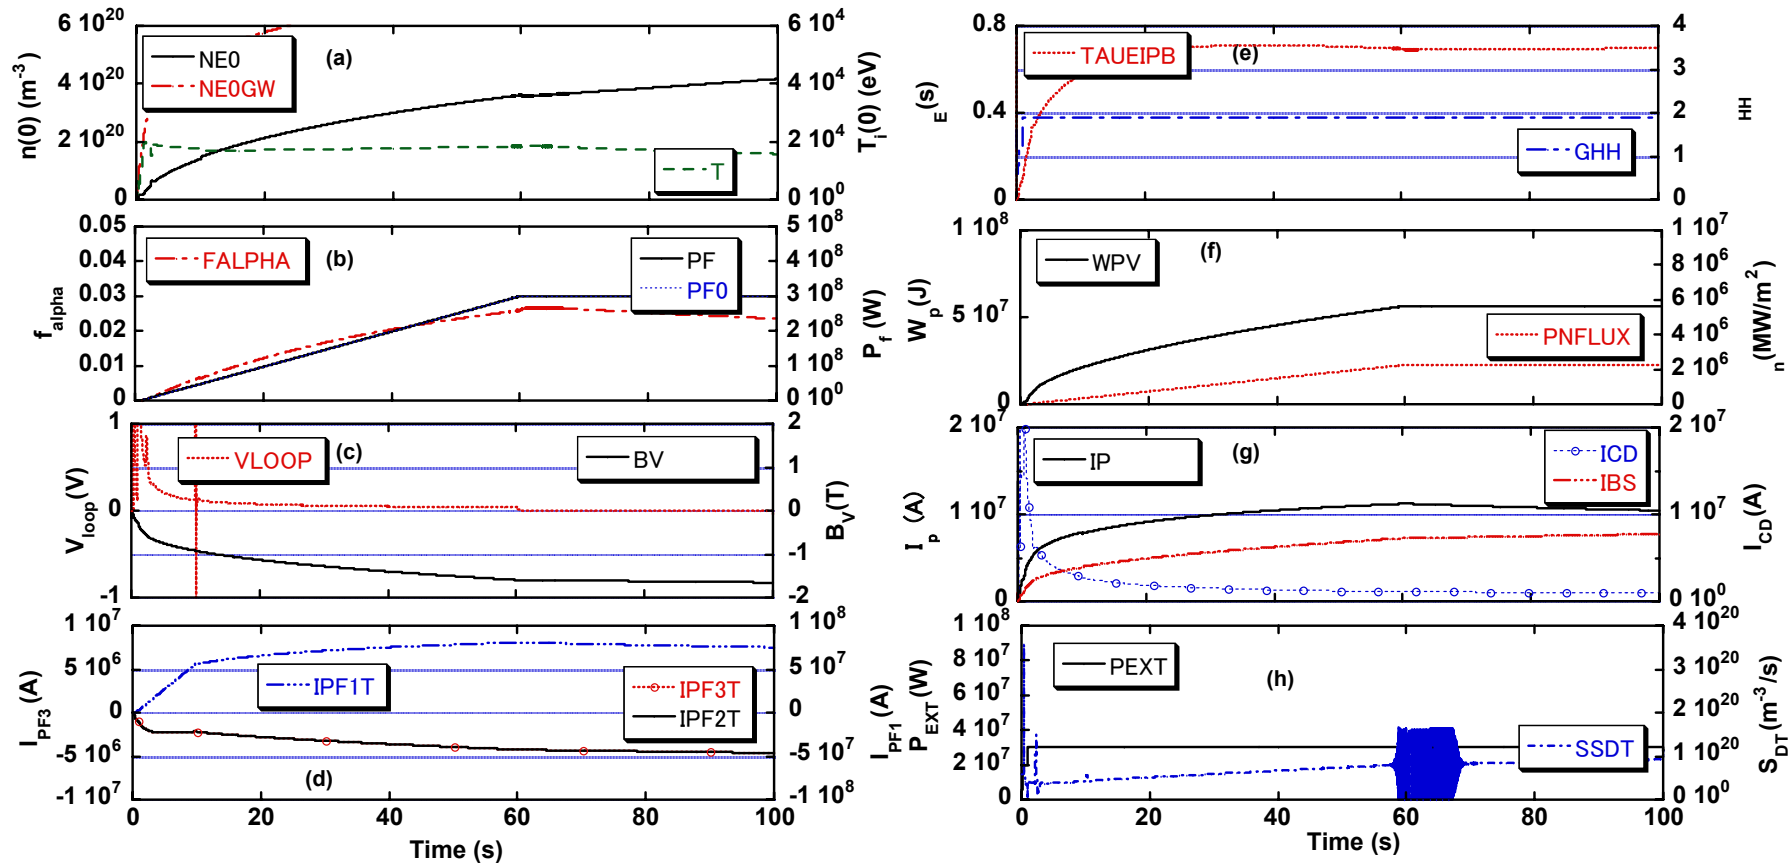 6 10^20
4 10^20
2 10^20
0
n(0) (m^-3)
NE0
NE0GW
(a)
T
6 10^4
4 10^4
2 10^4
0 10^0
T_i(0) (eV)
0.8
0.4
0
_E(s)
TAUEIPB
(e)
GHH
4
3
2
1
0
HH
0.05
0.04
0.03
0.02
0.01
0
f_alpha
FALPHA
(b)
PF
PF0
5 10^8
4 10^8
3 10^8
2 10^8
1 10^8
0 10^0
P_f (W)
1 10^8
5 10^7
0
W_p(J)
WPV
(f)
PNFLUX
1 10^7
8 10^6
6 10^6
4 10^6
2 10^6
0
_n(MW/m^2)
1
0.5
0
-0.5
-1
V_loop(V)
VLOOP
(c)
BV
2
1
0
-1
-2
B_V(T)
2 10^7
1 10^7
0
I_p (A)
IP
(g)
ICD
IBS
2 10^7
1 10^7
0 10^0
I_CD(A)
1 10^7
5 10^6
0
-5 10^6
-1 10^7
I_PF3(A)
IPF1T
(d)
IPF3T
IPF2T
1 10^8
5 10^7
0
-5 10^7
-1 10^8
I_PF1(A)
0 20 40 60 80 100
Time (s)
1 10^8
8 10^7
6 10^7
4 10^7
2 10^7
0
P_EXT(W)
PEXT
(h)
SSDT
4 10^20
3 10^20
2 10^20
1 10^20
0 10^0
S_DT(m^-3/s)
0 20 40 60 80 100
Time (s)